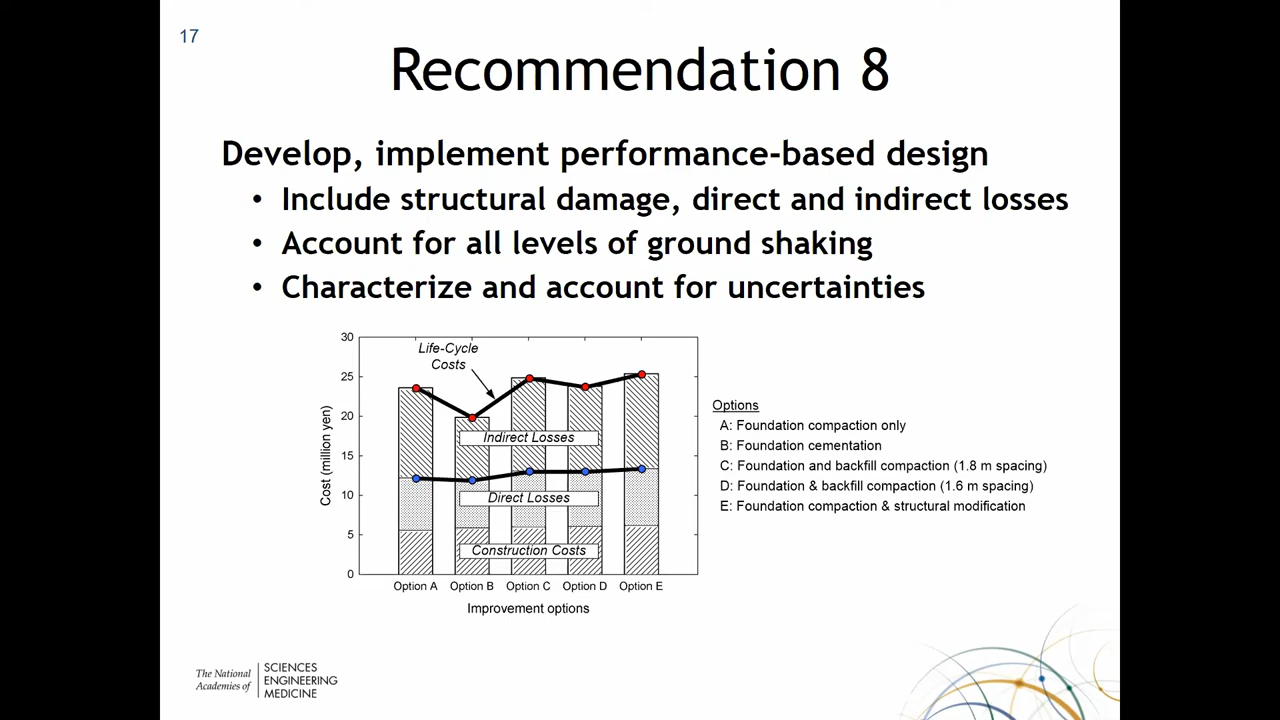 17
Recommendation 8
Develop, implement performance-based design
• Include structural damage, direct and indirect losses
• Account for all levels of ground shaking
• Characterize and account for uncertainties
30
25
20
15
10
5
0
Cost (million yen)
Life-Cycle
Costs
Indirect Losses
Direct Losses
Construction Costs
Option A Option B Option C Option D Option E
Improvement options
Options
A: Foundation compaction only
B: Foundation cementation
C: Foundation and backfill compaction (1.8 m spacing)
D: Foundation & backfill compaction (1.6 m spacing)
E: Foundation compaction & structural modification
The National
Academies of
SCIENCES
ENGINEERING
MEDICINE